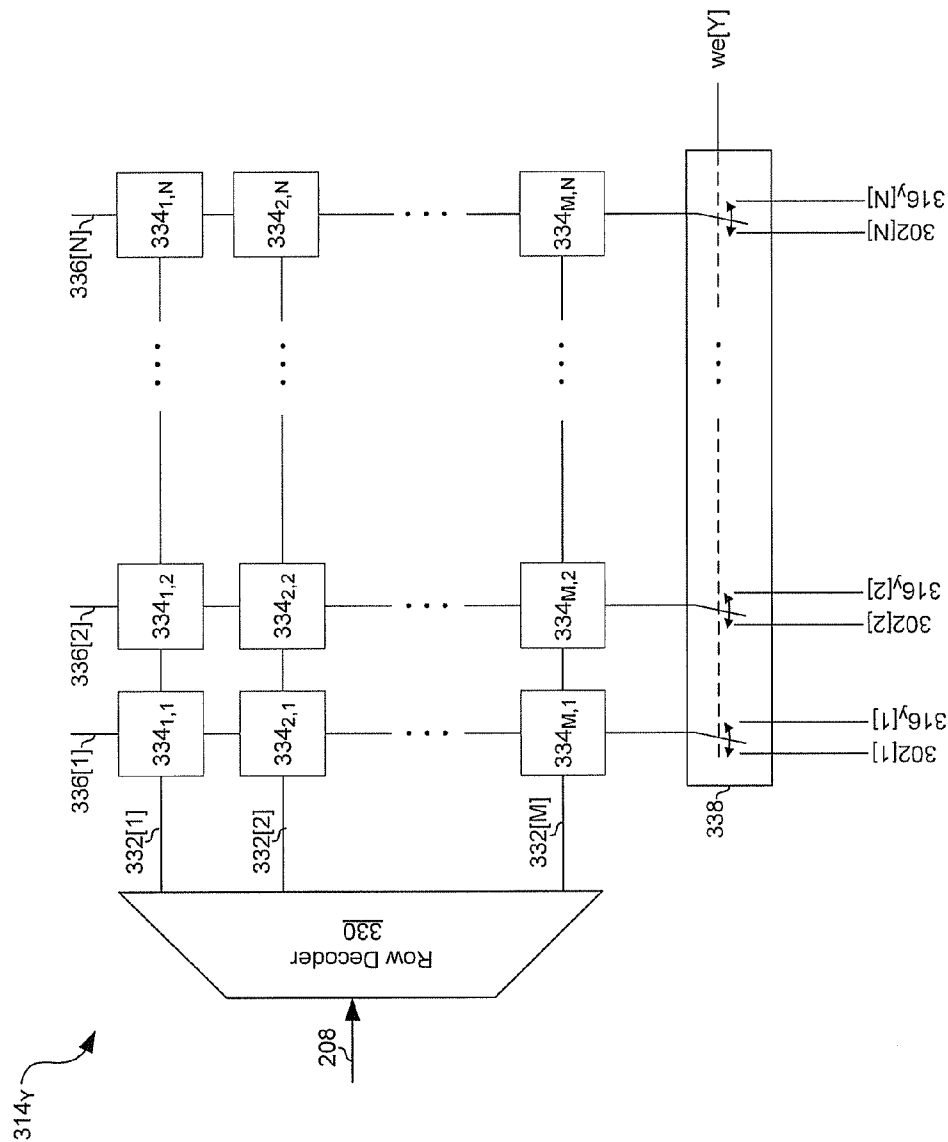 314Y
336[1]
336[2]
336[N]
332[1]
3341,1
3341,2
3341,N
332[2]
3342,1
3342,2
3342,N
208
Row Decoder
330
332[M]
334M,1
334M,2
334M,N
338
we[Y]
302[1]
316y[1]
302[2]
316y[2]
302[N]
316y[N]